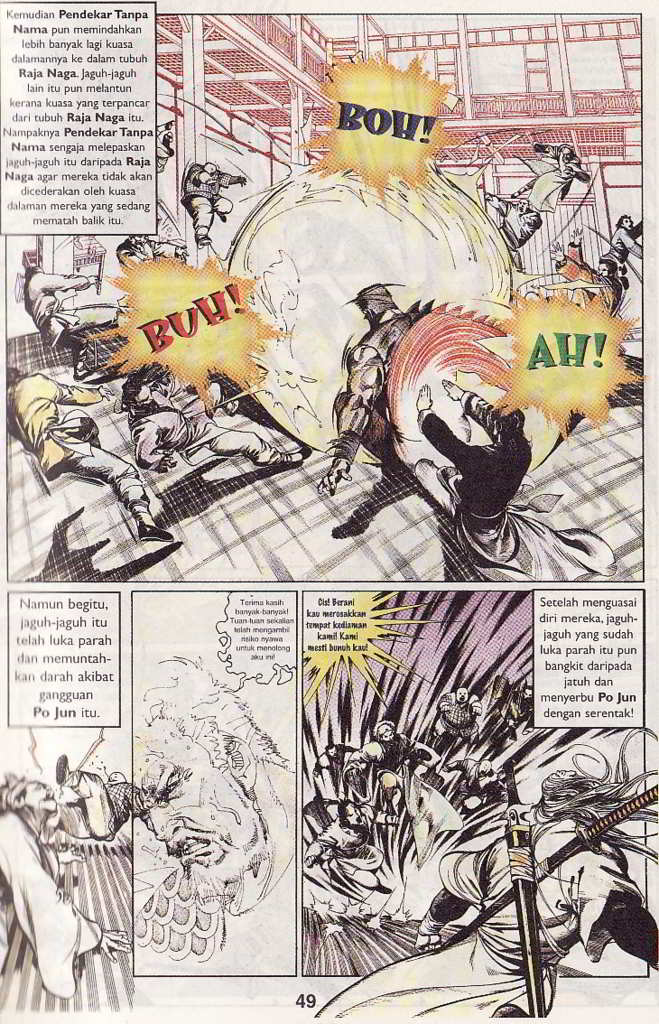 Kemudian Pendekar Tanpa
Nama pun memindahkan
lebih banyak lagi kuasa
dalamannya ke dalam tubuh
Raja Naga. Jaguh-jaguh
lain itu pun melantun
kerana kuasa yang terpancar
dari tubuh Raja Naga itu.
Nampaknya Pendekar Tanpa
Nama sengaja melepaskan
jaguh-jaguh itu daripada Raja
Naga agar mereka tidak akan
dicederakan oleh kuasa
dalaman mereka yang sedang
mematah balik itu.
BOH!
BUH!
AH!
Namun begitu,
jaguh-jaguh itu
telah luka parah
dan memuntah-
kan darah akibat
gangguan
Po Jun itu.
Terima kasih
banyak-banyak!
Tuan-tuan sekalian
telah mengambil
risiko nyawa
untuk menolong
aku ini!
Cis! Berani
kau merosakkan
tempat kediaman
kami! Kami
mesti bunuh kau!
Setelah menguasai
diri mereka, jaguh-
jaguh yang sudah
luka parah itu pun
bangkit daripada
jatuh dan
menyerbu Po Jun
dengan serentak!
49